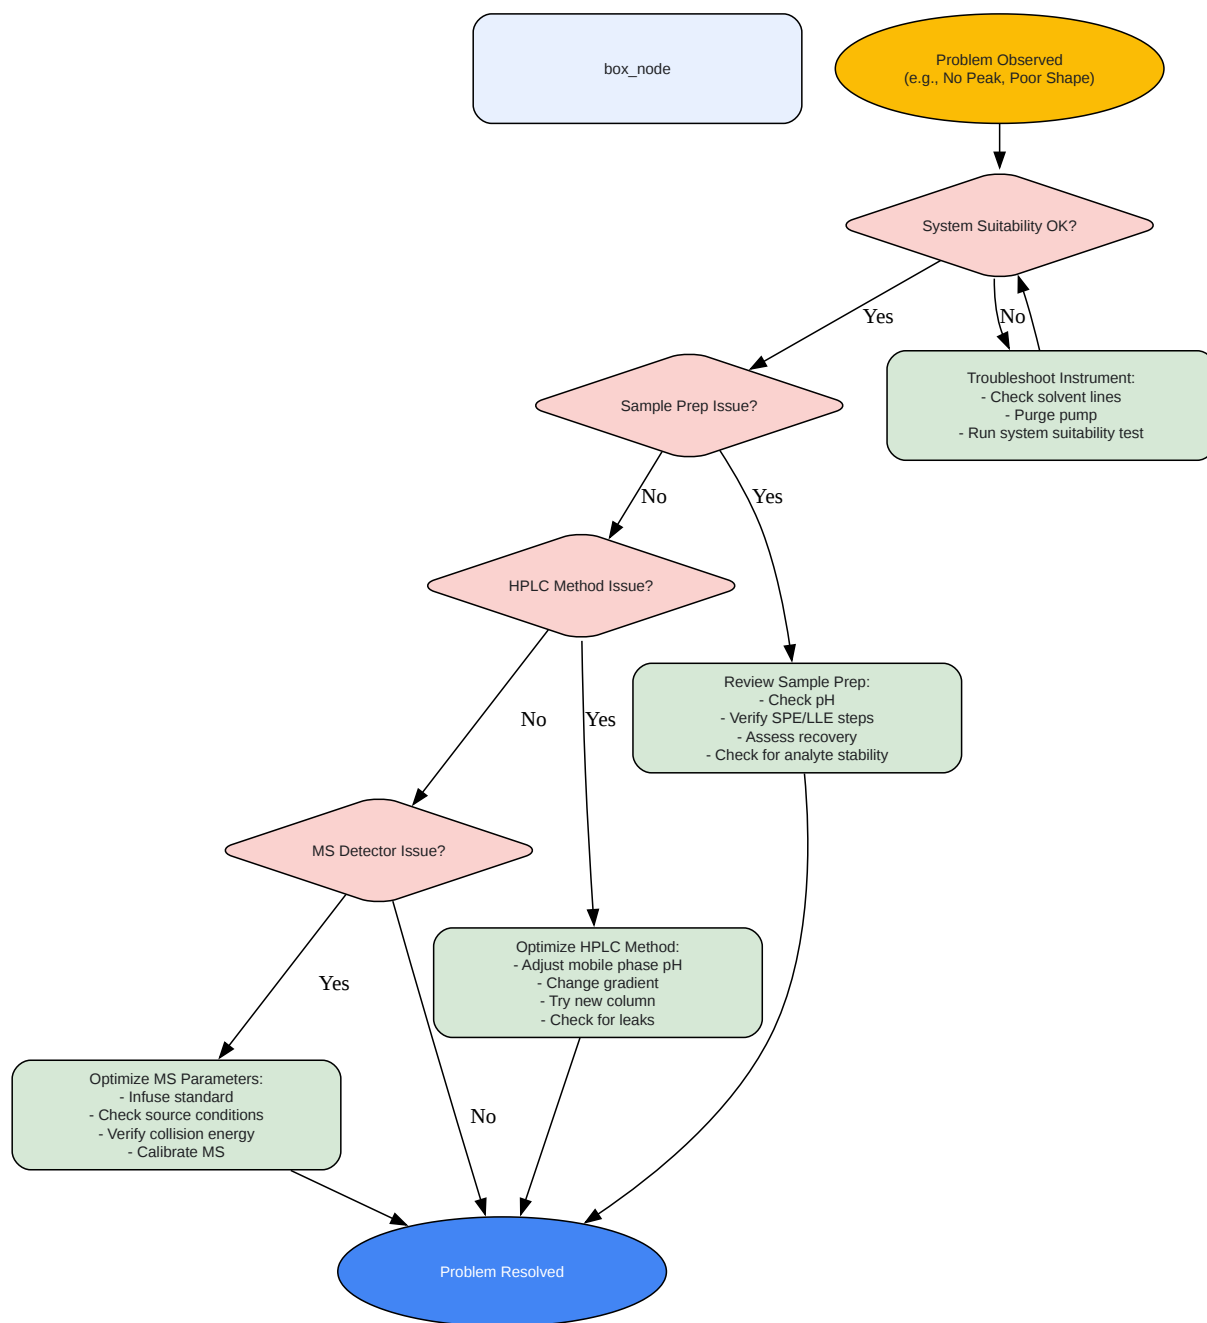 box_node
Problem Observed
(e.g., No Peak, Poor Shape)
System Suitability OK?
Yes
No
Troubleshoot Instrument:
- Check solvent lines
- Purge pump
- Run system suitability test
Sample Prep Issue?
No
Yes
HPLC Method Issue?
Review Sample Prep:
- Check pH
- Verify SPE/LLE steps
- Assess recovery
- Check for analyte stability
No
Yes
MS Detector Issue?
Optimize HPLC Method:
- Adjust mobile phase pH
- Change gradient
- Try new column
- Check for leaks
Yes
Optimize MS Parameters:
- Infuse standard
- Check source conditions
- Verify collision energy
- Calibrate MS
No
Problem Resolved